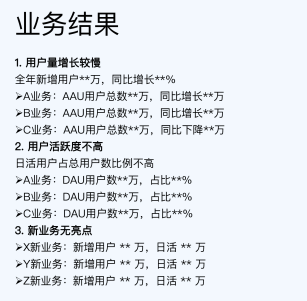 业务结果
1. 用户量增长较慢
全年新增用户**万，同比增长**%
➢A业务：AAU用户总数**万，同比增长**万
➢B业务：AAU用户总数**万，同比增长**万
➢C业务：AAU用户总数**万，同比下降**万
2. 用户活跃度不高
日活用户占总用户数比例不高
➢A业务：DAU用户数**万，占比**%
➢B业务：DAU用户数**万，占比**%
➢C业务：DAU用户数**万，占比**%
3. 新业务无亮点
➢X新业务：新增用户 ** 万，日活 ** 万
➢Y新业务：新增用户 ** 万，日活 ** 万
➢Z新业务：新增用户 ** 万，日活 ** 万